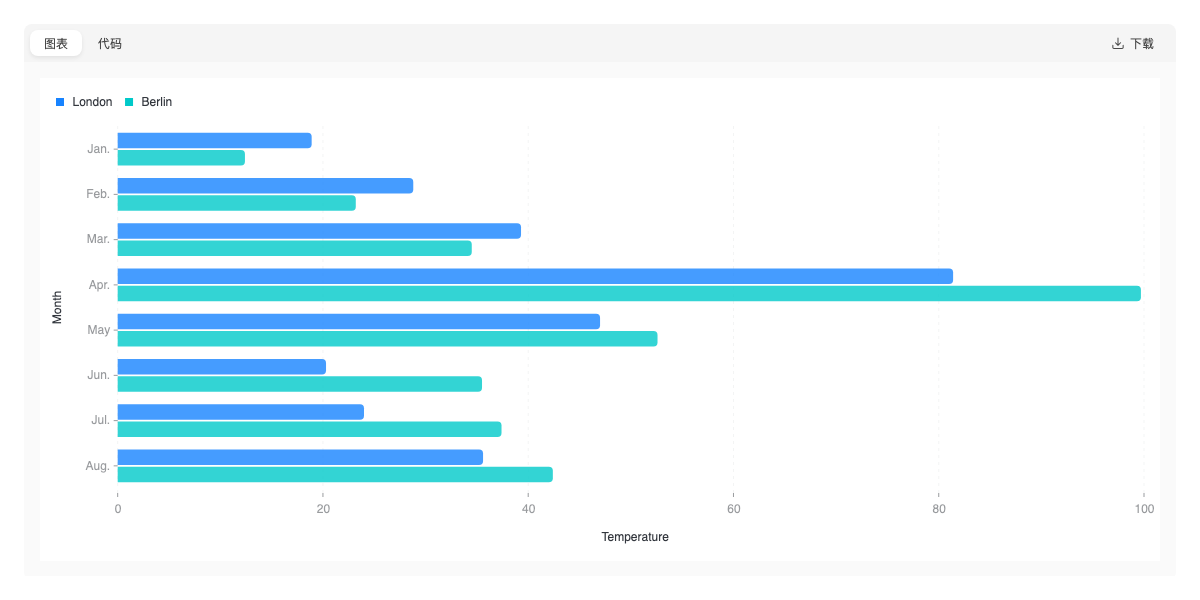 图表 代码 下载
London Berlin
Jan.
Feb.
Mar.
Apr.
May
Jun.
Jul.
Aug.
Month
0 20 40 60 80 100
Temperature